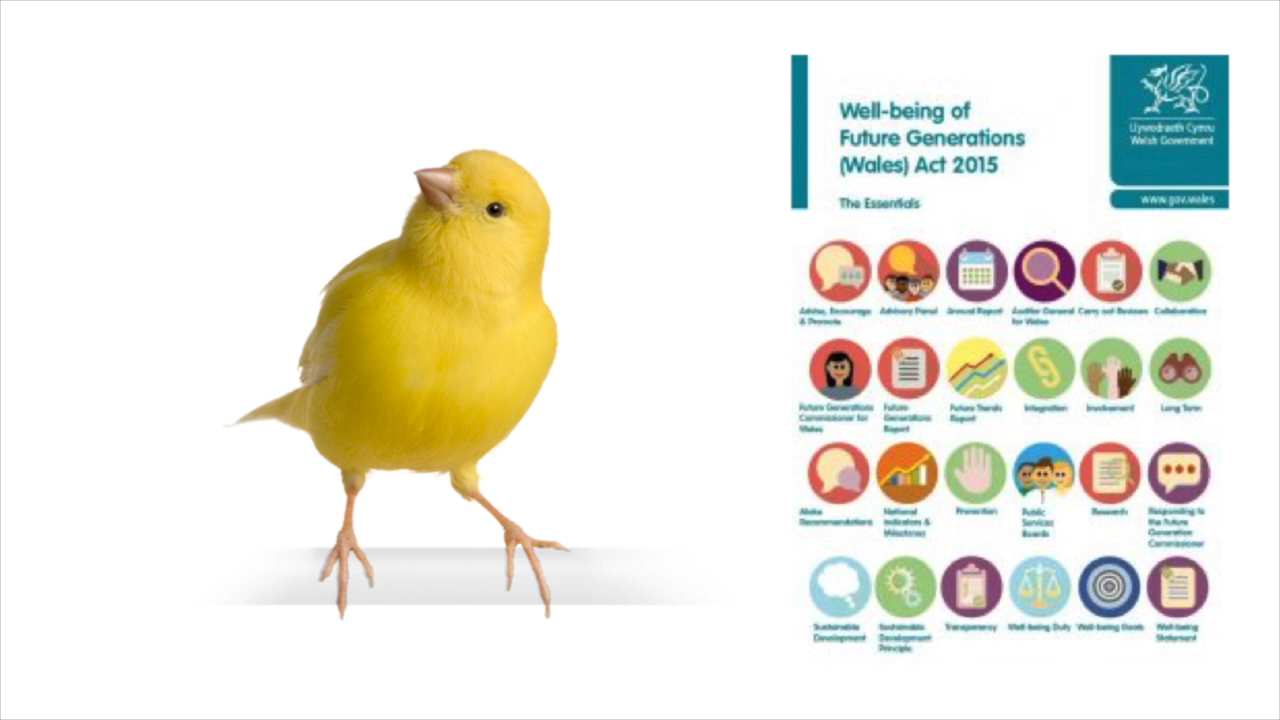 Well-being of
Future Generations
(Wales) Act 2015
The Essentials
Llywodraeth Cymru
Welsh Government
www.gov.wales
Advise, Encourage
& Promote
Advisory Panel
Annual Report
Auditor General
for Wales
Carry out Reviews
Collaboration
Future Generations
Commissioner for
Wales
Future
Generations
Report
Future Trends
Report
Integration
Involvement
Long Term
Make
Recommendations
National
Indicators &
Milestones
Prevention
Public
Services
Boards
Research
Responding to
the Future
Generation
Commissioner
Sustainable
Development
Sustainable
Development
Principle
Transparency
Well-being Duty
Well-being Goals
Well-being
Statement